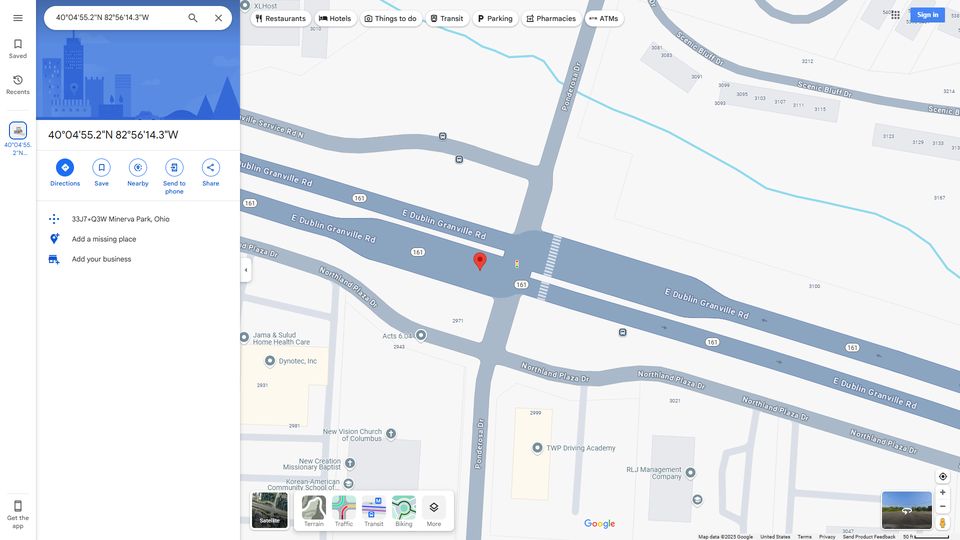 40°04'55.2"N 82°56'14.3"W
Restaurants
Hotels
Things to do
Transit
Parking
Pharmacies
ATMs
Sign in
Saved
Recents
40°04'55.
2"N...
Get the
app
40°04'55.2"N 82°56'14.3"W
Directions
Save
Nearby
Send to
phone
Share
33J7+Q3W Minerva Park, Ohio
Add a missing place
Add your business
XLHost
3010
Ponderosa Dr
Scenic Bluff Dr
3081
3083
3091
3099
3093
3095
3103
3107
3111
3115
3212
Scenic Bluff Dr
3214
Scenic B
3123
3129
3133
3167
3100
ville Service Rd N
Dublin Granville Rd
161
E Dublin Granville Rd
161
E Dublin Granville Rd
161
161
E Dublin Granville Rd
161
161
E Dublin Granville Rd
nd Plaza Dr
Northland Plaza Dr
2971
Acts 6:04
2943
Jama & Sulud
Home Health Care
Dynotec, Inc
2931
2981
Northland Plaza Dr
Northland Plaza Dr
Northland Plaza Dr
Northland Plaza Dr
3021
2999
Ponderosa Dr
New Vision Church
of Columbus
TWP Driving Academy
New Creation
Missionary Baptist
Korean-American
Community School of...
RLJ Management
Company
3047
Satellite
Terrain
Traffic
Transit
Biking
More
Google
Map data ©2025 Google
United States
Terms
Privacy
Send Product Feedback
50 ft